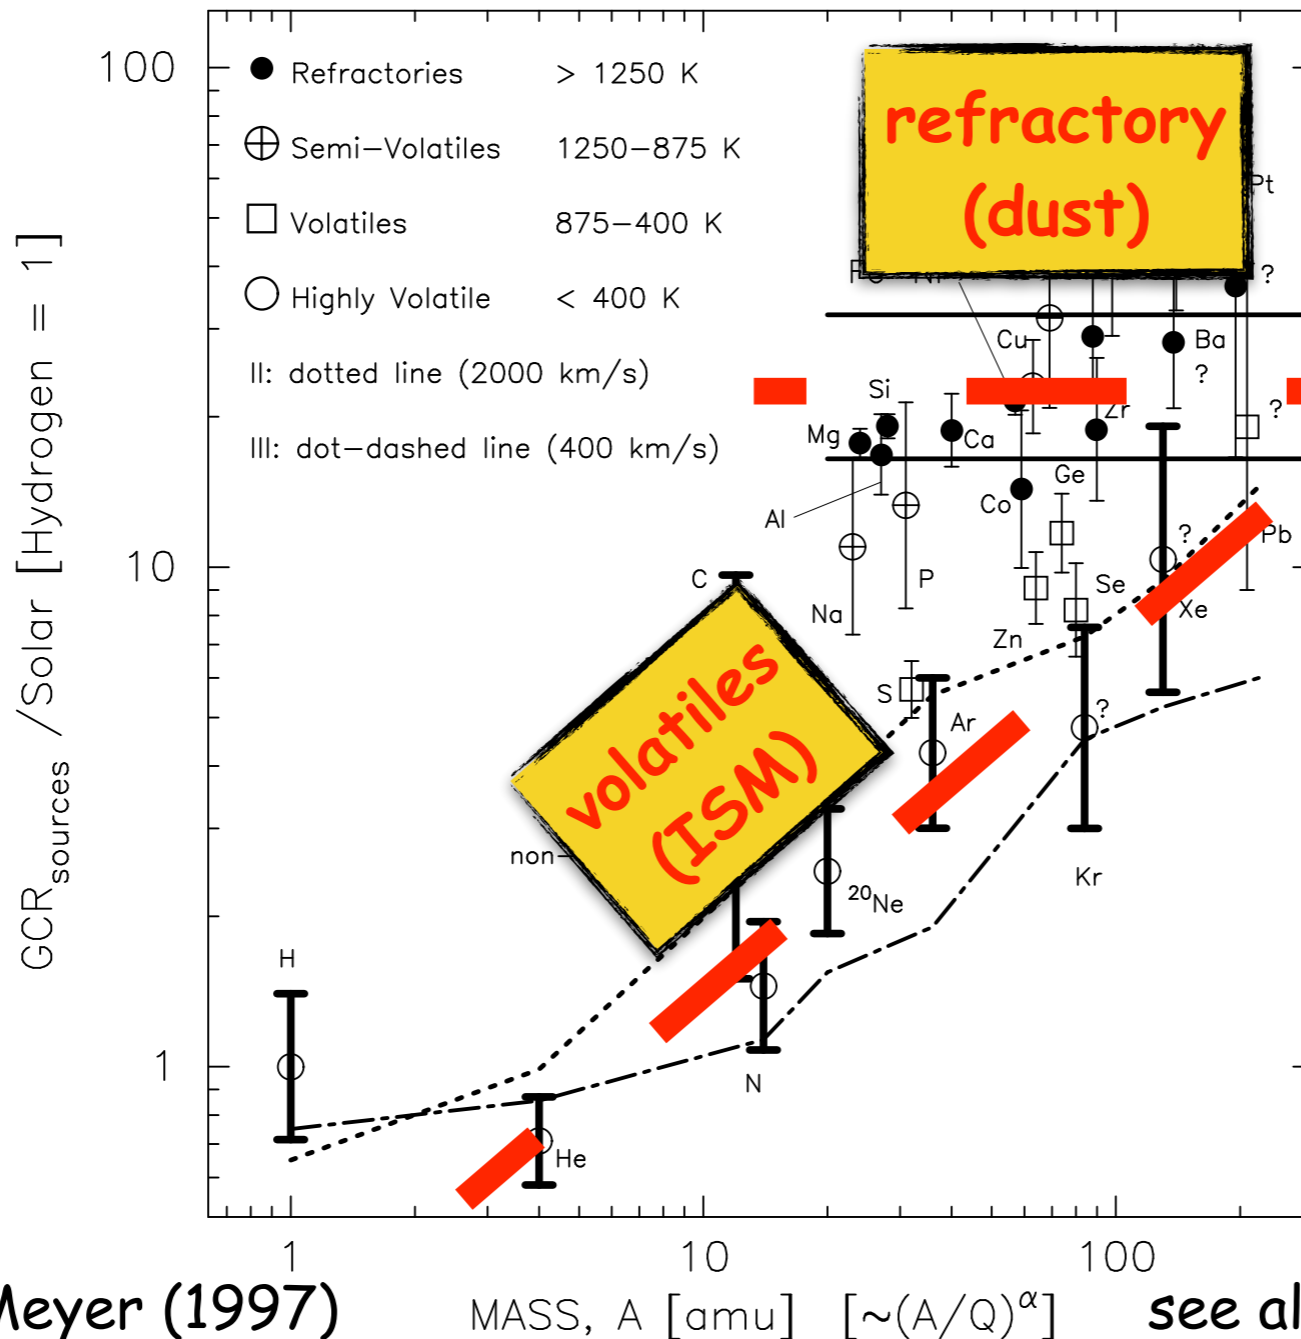 100
10
1
GCR_sources /Solar [Hydrogen = 1]
Refractories > 1250 K
Semi-Volatiles 1250-875 K
Volatiles 875-400 K
Highly Volatile < 400 K
II: dotted line (2000 km/s)
III: dot-dashed line (400 km/s)
refractory
(dust)
Pt
?
Cu
Ba
?
Si
Zr
?
Mg
Ca
Ge
Al
Co
?
Pb
C
P
Se
Xe
Na
Zn
volatiles
(ISM)
S
Ar
?
non-
20Ne
Kr
H
N
He
1
10
100
Meyer (1997)
MASS, A [amu] [~(A/Q)^α]
see al